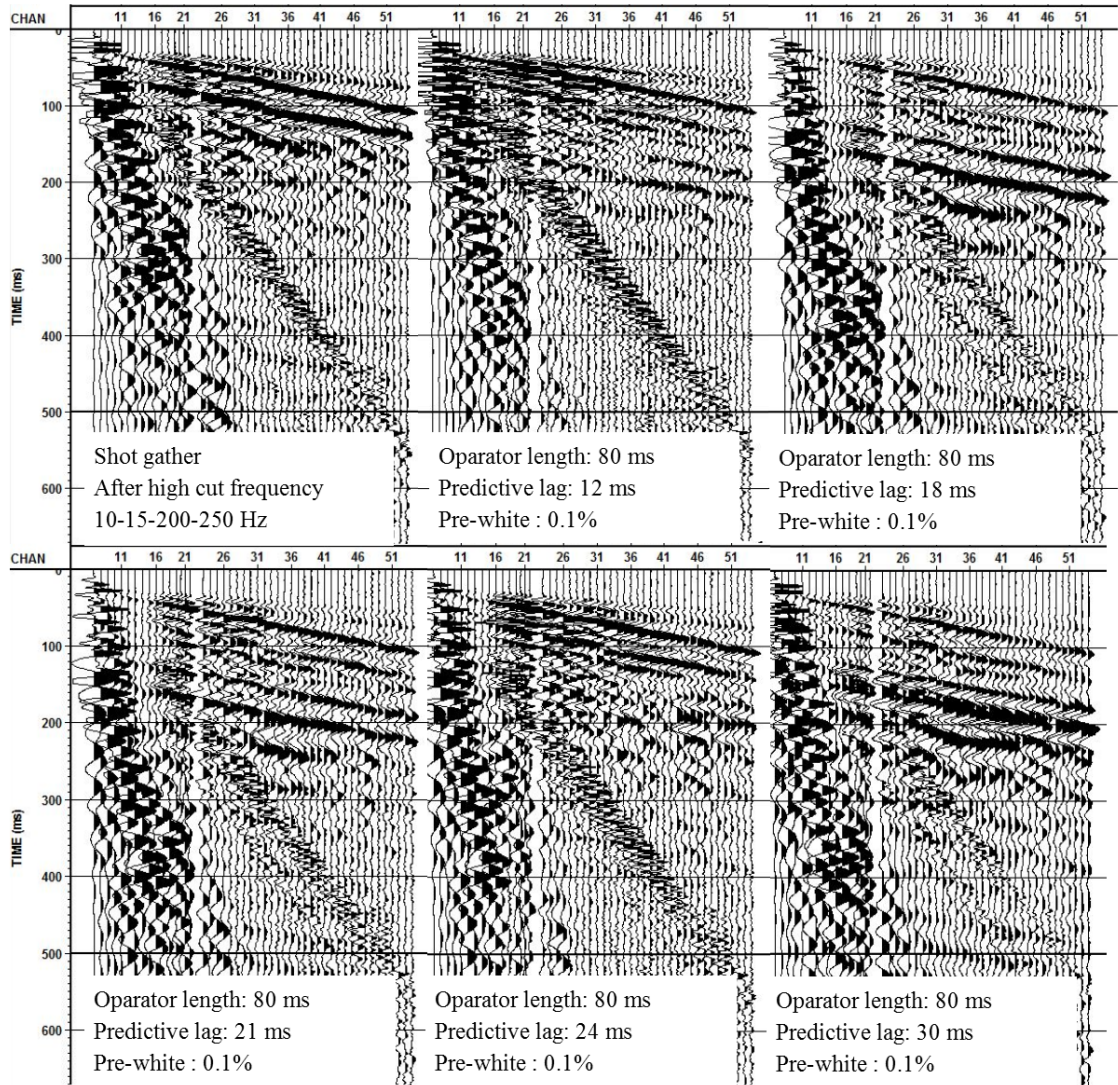 CHAN 11 16 21 26 31 36 41 46 51 11 16 21 26 31 36 41 46 51 11 16 21 26 31 36 41 46 51
0
100
200
300
400
500
600
TIME (ms)
Shot gather
After high cut frequency
10-15-200-250 Hz
Oparator length: 80 ms
Predictive lag: 12 ms
Pre-white : 0.1%
Oparator length: 80 ms
Predictive lag: 18 ms
Pre-white : 0.1%
CHAN 11 16 21 26 31 36 41 46 51 11 16 21 26 31 36 41 46 51 11 16 21 26 31 36 41 46 51
0
100
200
300
400
500
600
TIME (ms)
Oparator length: 80 ms
Predictive lag: 21 ms
Pre-white : 0.1%
Oparator length: 80 ms
Predictive lag: 24 ms
Pre-white : 0.1%
Oparator length: 80 ms
Predictive lag: 30 ms
Pre-white : 0.1%